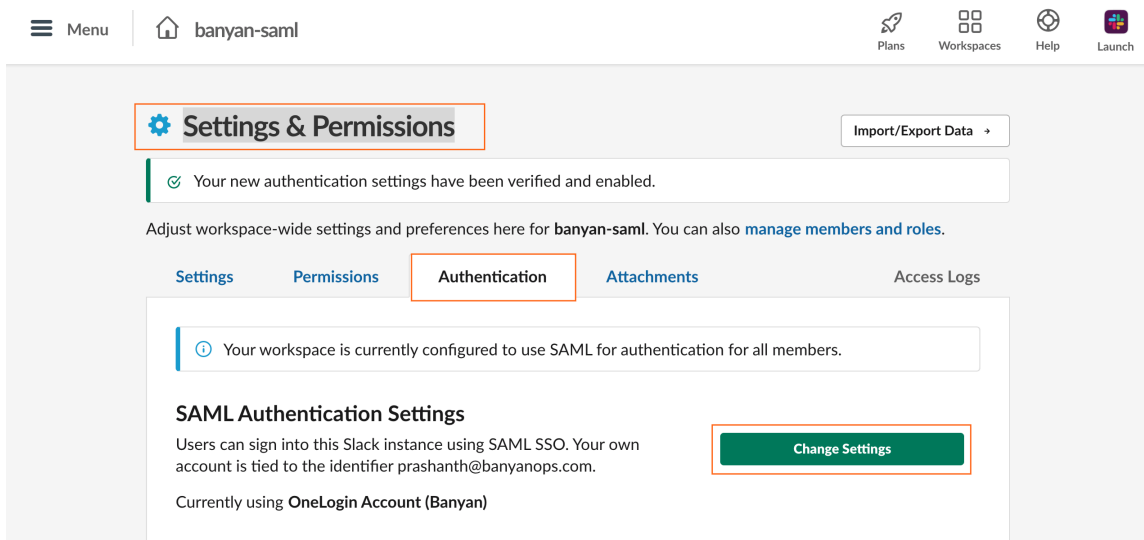 Menu
banyan-saml
Plans
Workspaces
Help
Launch
Settings & Permissions
Import/Export Data →
Your new authentication settings have been verified and enabled.
Adjust workspace-wide settings and preferences here for banyan-saml. You can also manage members and roles.
Settings
Permissions
Authentication
Attachments
Access Logs
Your workspace is currently configured to use SAML for authentication for all members.
SAML Authentication Settings
Users can sign into this Slack instance using SAML SSO. Your own
account is tied to the identifier prashanth@banyanops.com.
Change Settings
Currently using OneLogin Account (Banyan)